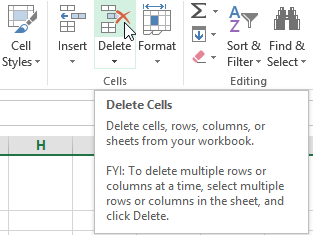 Cell Styles
Insert
Delete
Format
Sort & Filter
Find & Select
Cells
Editing
H
Delete Cells
Delete cells, rows, columns, or
sheets from your workbook.
FYI: To delete multiple rows or
columns at a time, select multiple
rows or columns in the sheet, and
click Delete.